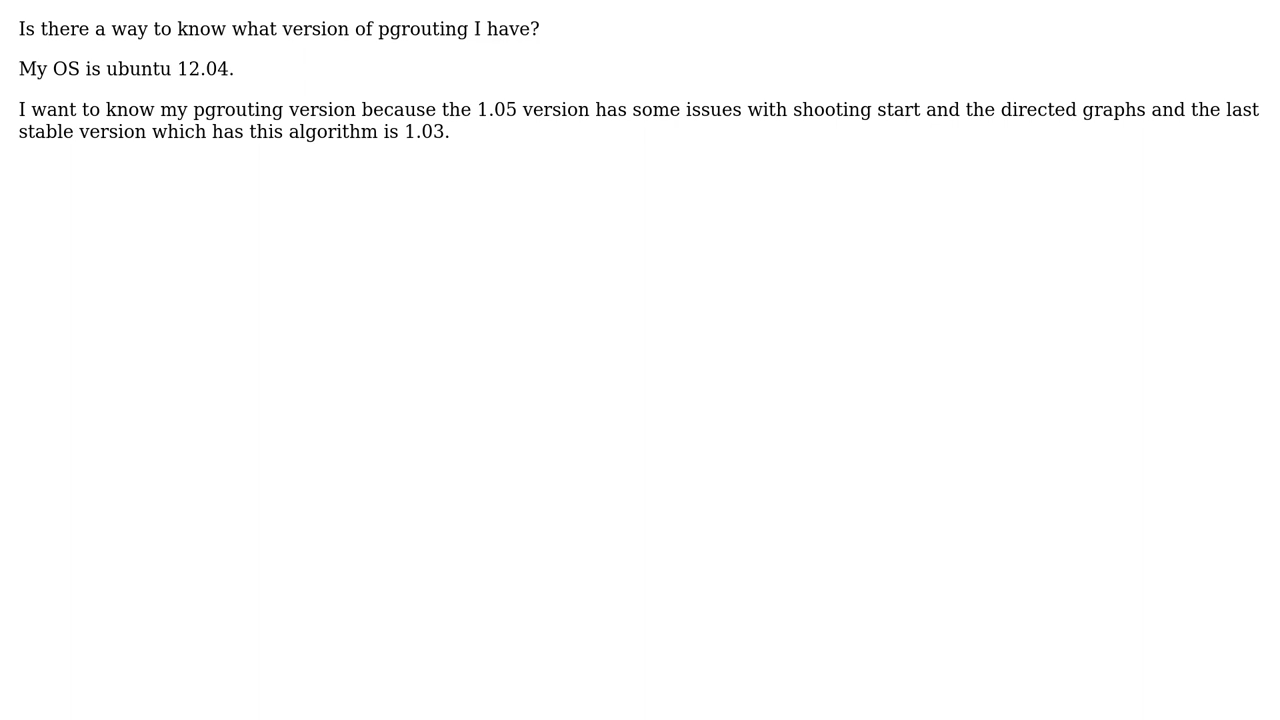 Is there a way to know what version of pgrouting I have?
My OS is ubuntu 12.04.
I want to know my pgrouting version because the 1.05 version has some issues with shooting start and the directed graphs and the last
stable version which has this algorithm is 1.03.